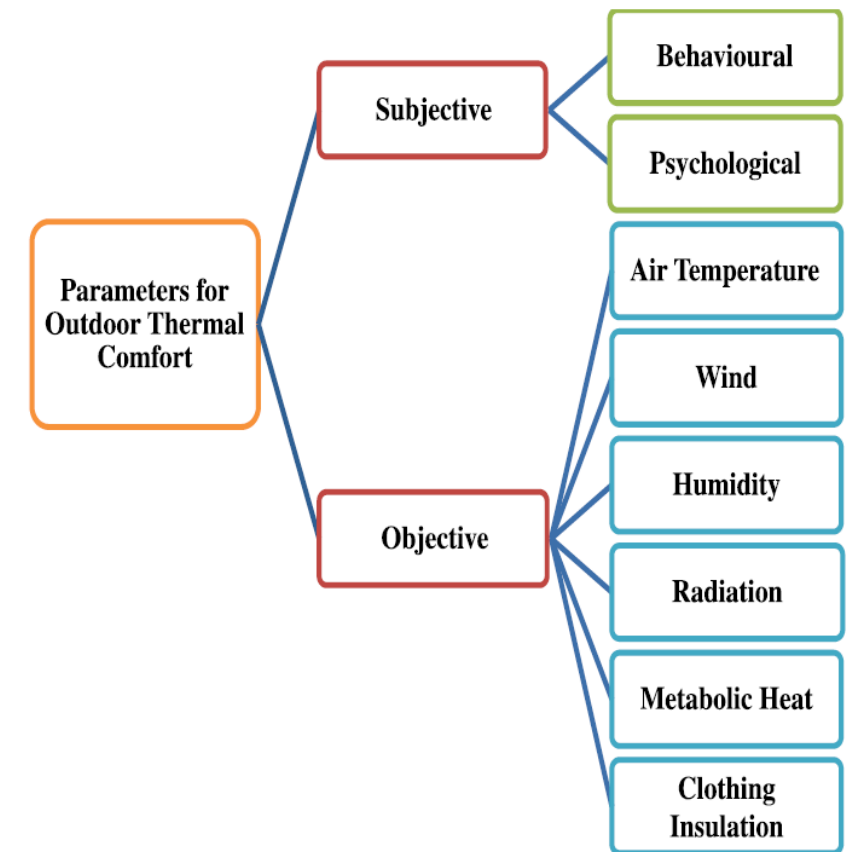 Parameters for
Outdoor Thermal
Comfort
Subjective
Objective
Behavioural
Psychological
Air Temperature
Wind
Humidity
Radiation
Metabolic Heat
Clothing
Insulation